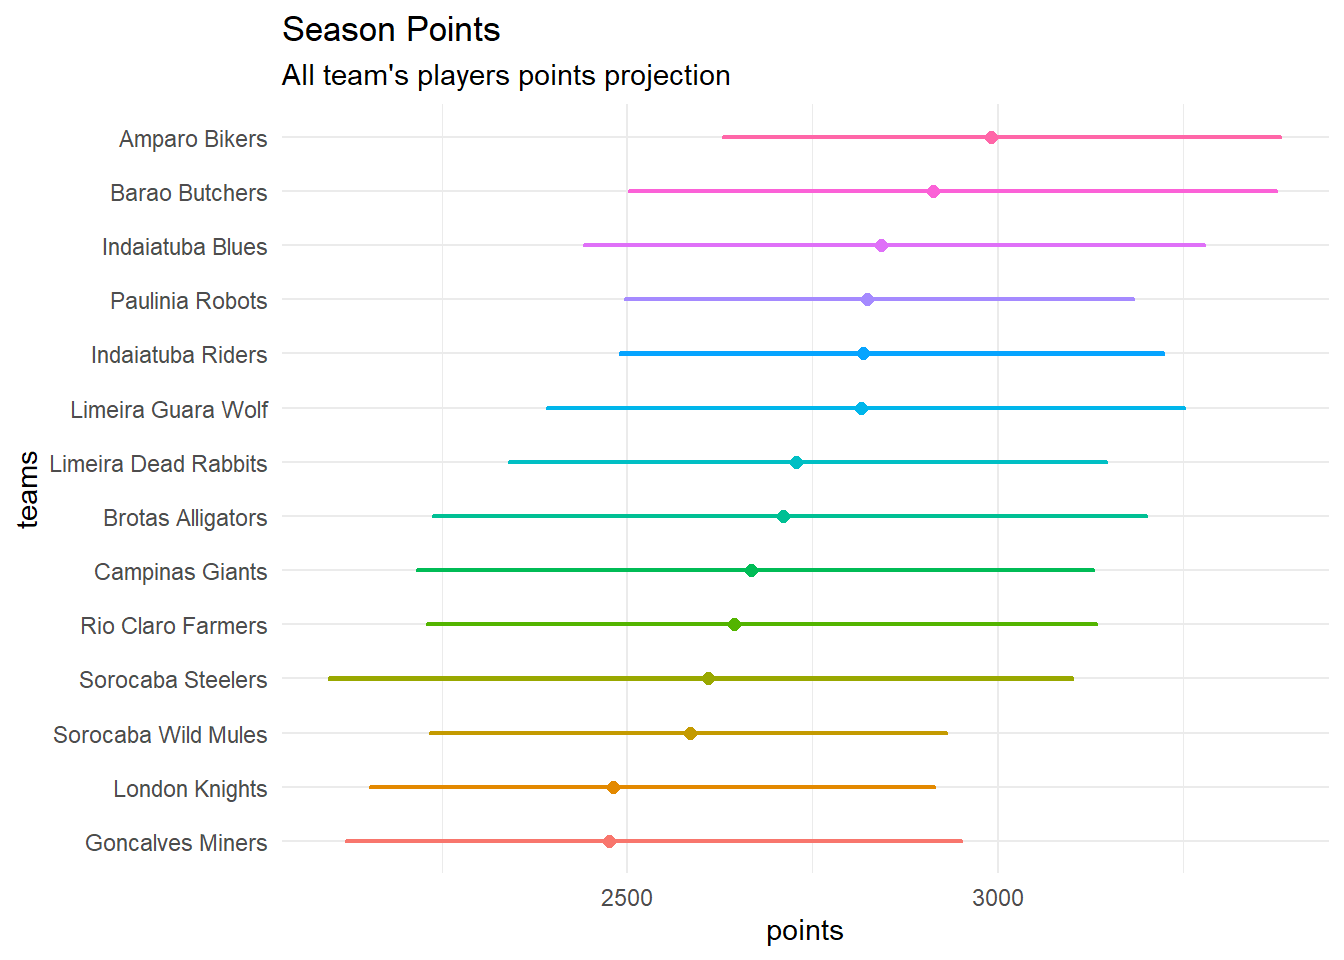 Season Points
All team's players points projection
Amparo Bikers
Barao Butchers
Indaiatuba Blues
Paulinia Robots
Indaiatuba Riders
Limeira Guara Wolf
Limeira Dead Rabbits
Brotas Alligators
Campinas Giants
Rio Claro Farmers
Sorocaba Steelers
Sorocaba Wild Mules
London Knights
Goncalves Miners
teams
2500 3000
points